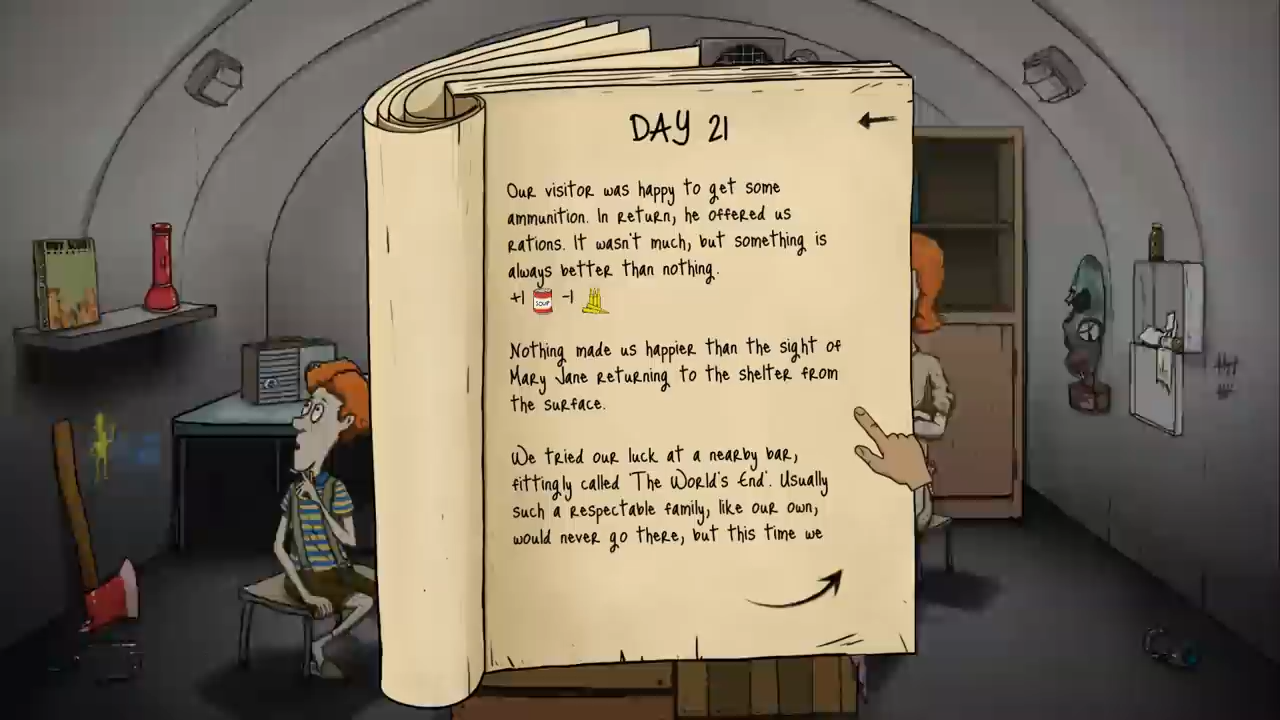 DAY 21
Our visitor was happy to get some
ammunition. In return, he offered us
rations. It wasn't much, but something is
always better than nothing.
+1 SOUP -1
Nothing made us happier than the sight of
Mary Jane returning to the shelter from
the surface.
We tried our luck at a nearby bar,
fittingly called 'The World's End'. Usually
such a respectable family, like our own,
would never go there, but this time we